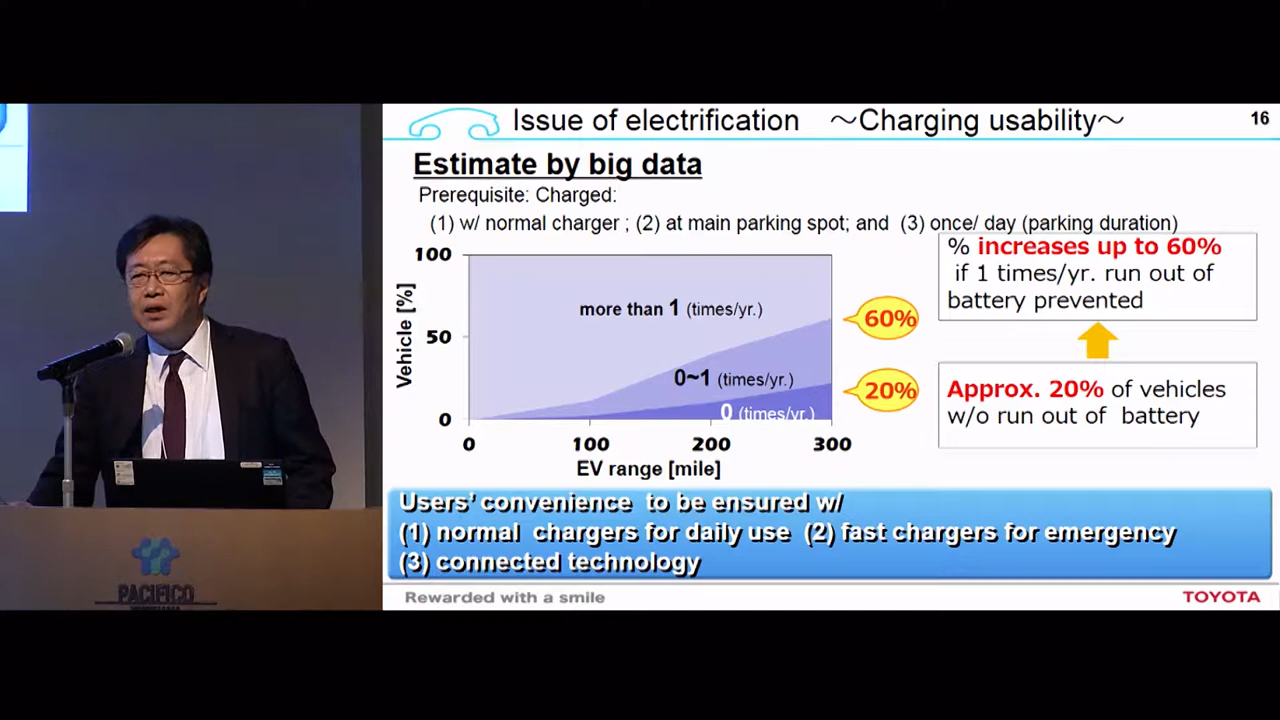 Issue of electrification ～Charging usability～
16
Estimate by big data
Prerequisite: Charged:
(1) w/ normal charger ; (2) at main parking spot; and (3) once/ day (parking duration)
100
50
0
Vehicle [%]
more than 1 (times/yr.)
0~1 (times/yr.)
0 (times/yr.)
0 100 200 300
EV range [mile]
60%
20%
% increases up to 60%
if 1 times/yr. run out of
battery prevented
Approx. 20% of vehicles
w/o run out of battery
Users’ convenience to be ensured w/
(1) normal chargers for daily use (2) fast chargers for emergency
(3) connected technology
Rewarded with a smile
TOYOTA
PACIFICO